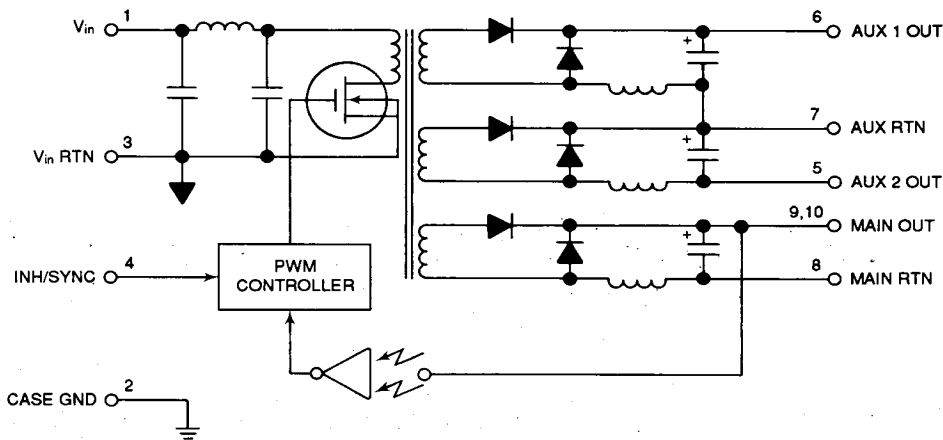 Vin 1
6 AUX 1 OUT
+
7 AUX RTN
Vin RTN 3
+
5 AUX 2 OUT
9,10 MAIN OUT
+
INH/SYNC 4
PWM
CONTROLLER
8 MAIN RTN
CASE GND 2